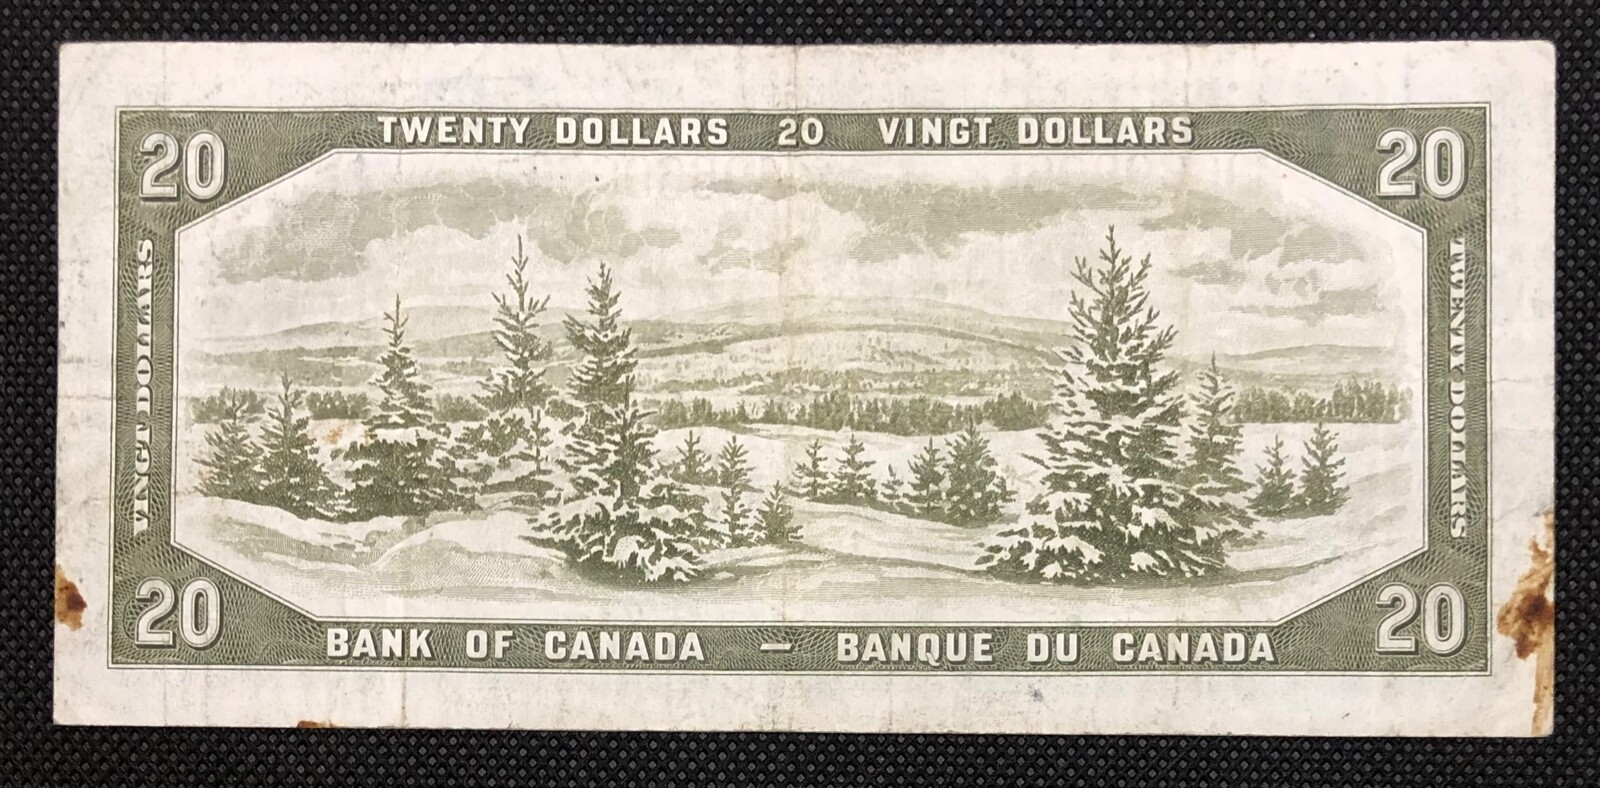 TWENTY DOLLARS 20 VINGT DOLLARS
20
20
VINGT DOLLARS
TWENTY DOLLARS
20
20
BANK OF CANADA — BANQUE DU CANADA